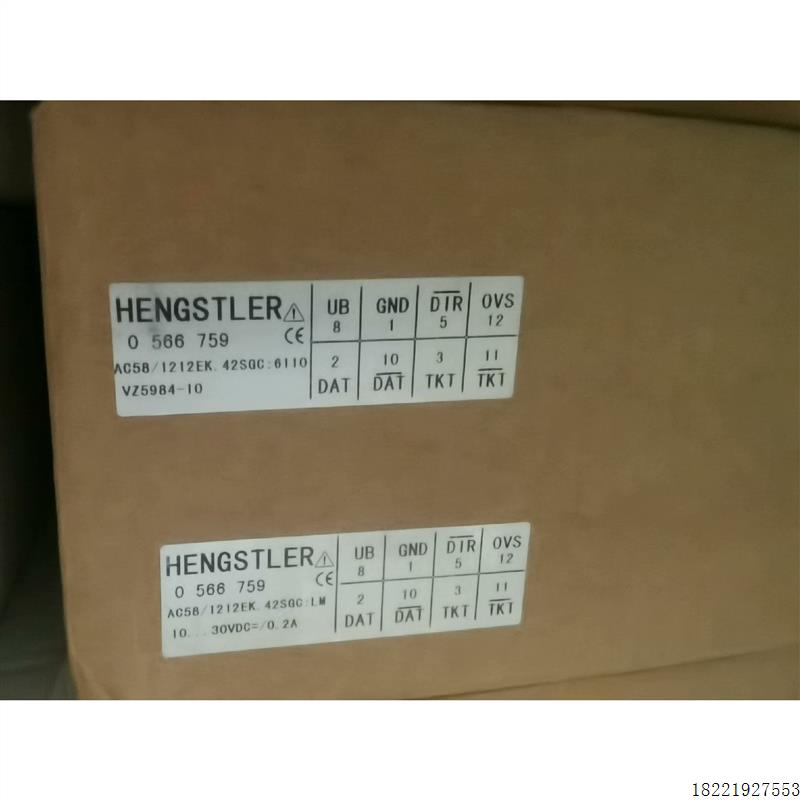 HENGSTLER
0 566 759 CE
AC58/1212EK.42SGC:6110
VZ5984-10
UB GND DIR OVS
8 1 5 12
2 10 3 11
DAT DAT TKT TKT
HENGSTLER
0 566 759 CE
AC58/1212EK.42SGC:LM
10...30VDC=/0.2A
UB GND DIR OVS
8 1 5 12
2 10 3 11
DAT DAT TKT TKT
18221927553